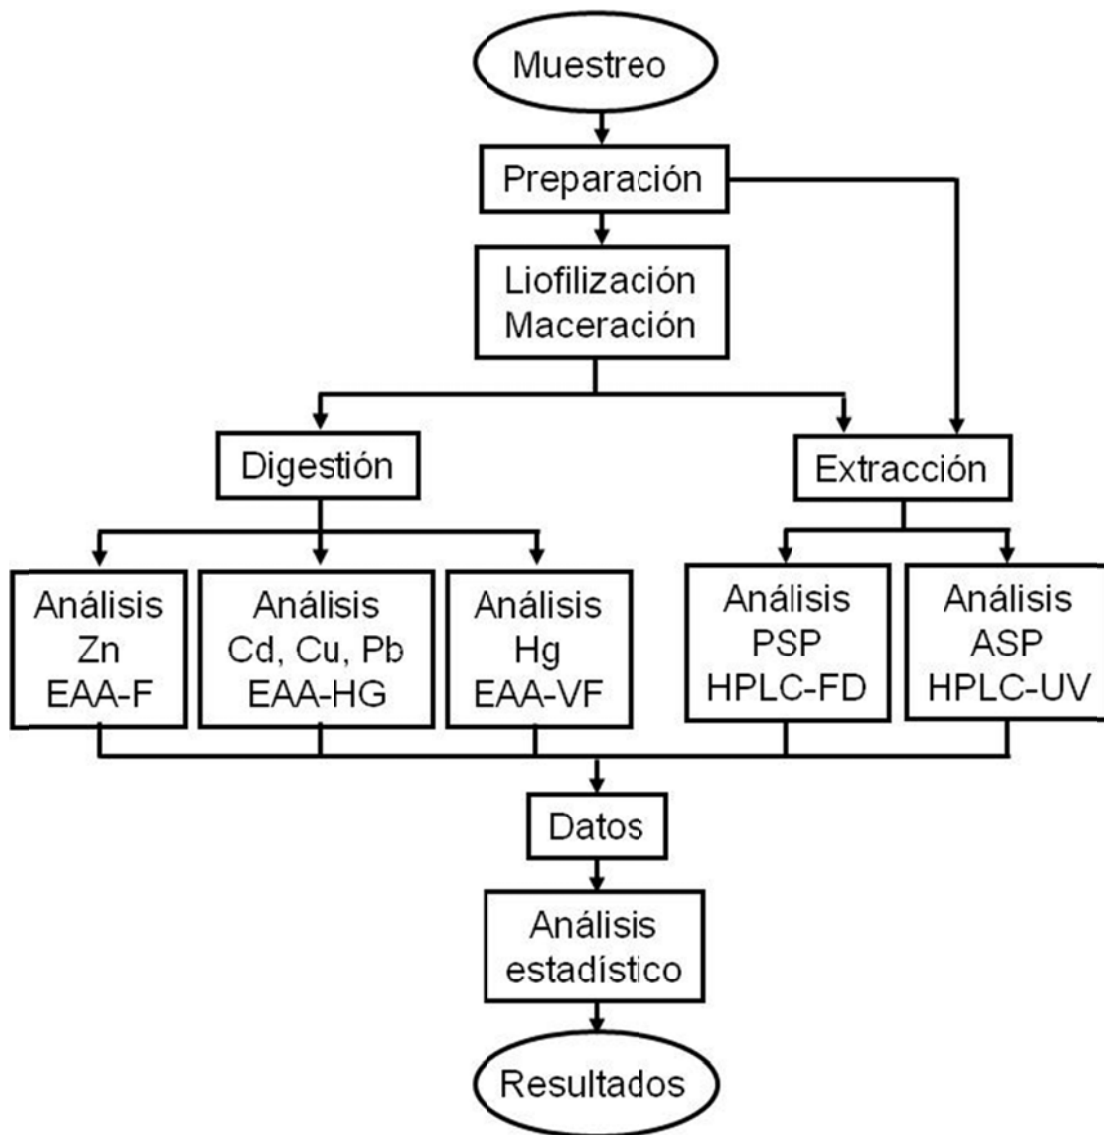 Muestreo
Preparación
Liofilización
Maceración
Digestión
Extracción
Análisis
Zn
EAA-F
Análisis
Cd, Cu, Pb
EAA-HG
Análisis
Hg
EAA-VF
Análisis
PSP
HPLC-FD
Análisis
ASP
HPLC-UV
Datos
Análisis
estadístico
Resultados